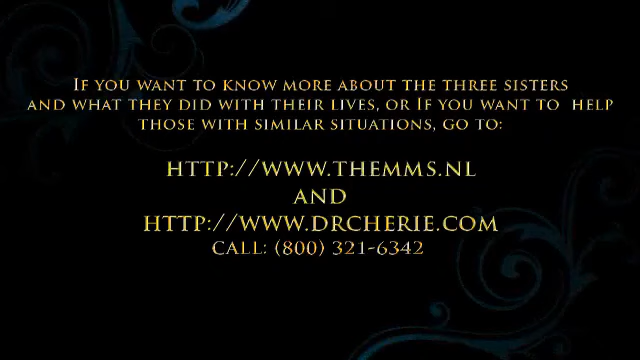 If you want to know more about the three sisters
and what they did with their lives, or If you want to help
those with similar situations, go to:
http://www.themms.nl
and
http://www.drcherie.com
call: (800) 321-6342